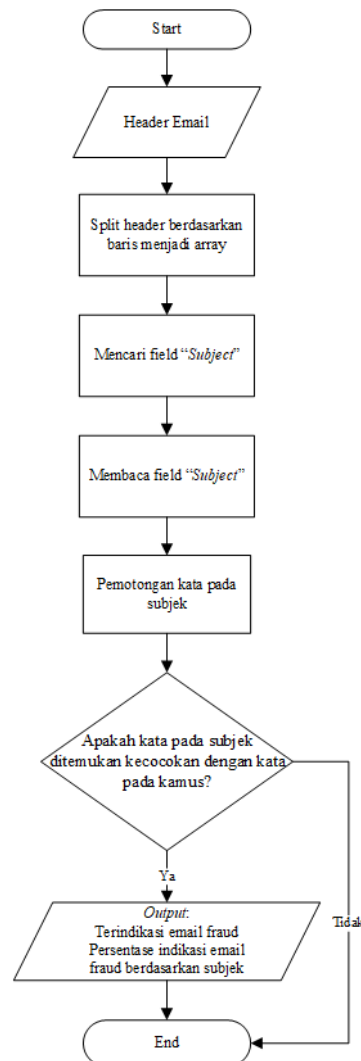 Start
Header Email
Split header berdasarkan
baris menjadi array
Mencari field “Subject”
Membaca field “Subject”
Pemotongan kata pada
subjek
Apakah kata pada subjek
ditemukan kecocokan dengan kata
pada kamus?
Ya
Tidak
Output:
Terindikasi email fraud
Persentase indikasi email
fraud berdasarkan subjek
End